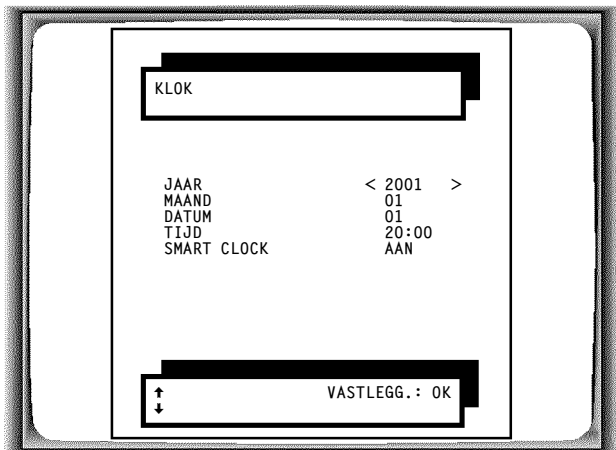 KLOK
JAAR < 2001 >
MAAND 01
DATUM 01
TIJD 20:00
SMART CLOCK AAN
↑ VASTLEGG.: OK
↓